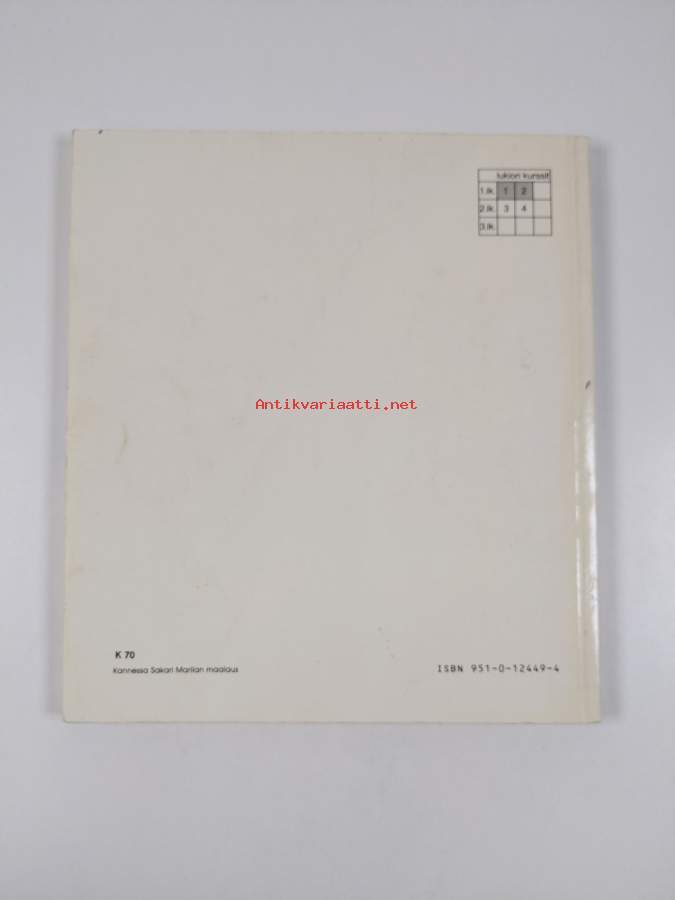 lukion kurssit
1.lk. 1 2
2.lk. 3 4
3.lk.
Antikvariaatti.net
K 70
Kannessa Sakari Marilan maalaus
ISBN 951-0-12449-4